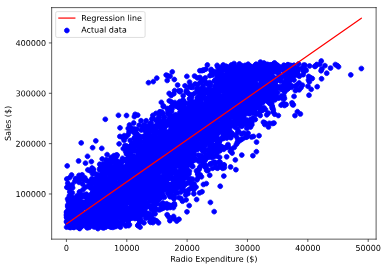 Regression line
Actual data
Sales ($)
400000
300000
200000
100000
0
10000
20000
30000
40000
50000
Radio Expenditure ($)